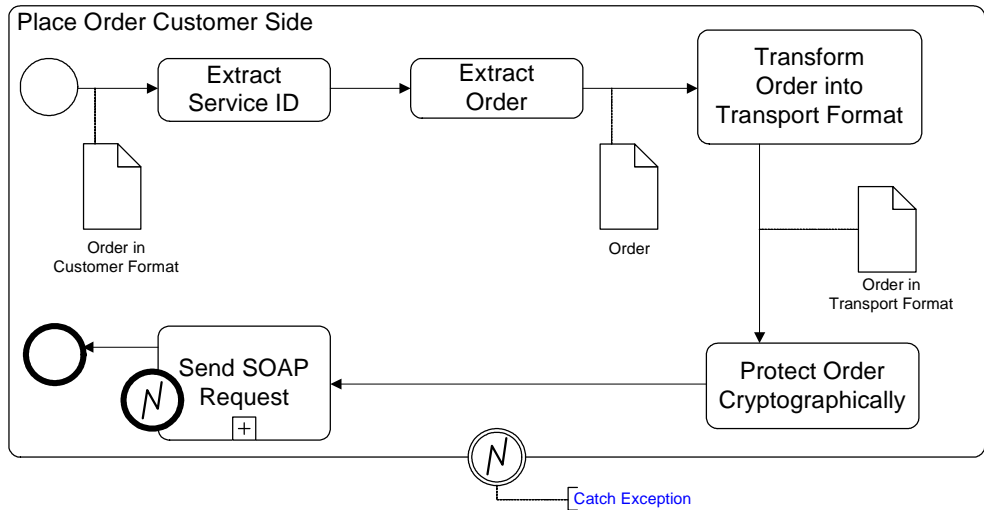 Place Order Customer Side
Extract
Service ID
Extract
Order
Transform
Order into
Transport Format
Order in
Customer Format
Order
Order in
Transport Format
Send SOAP
Request
Protect Order
Cryptographically
Catch Exception